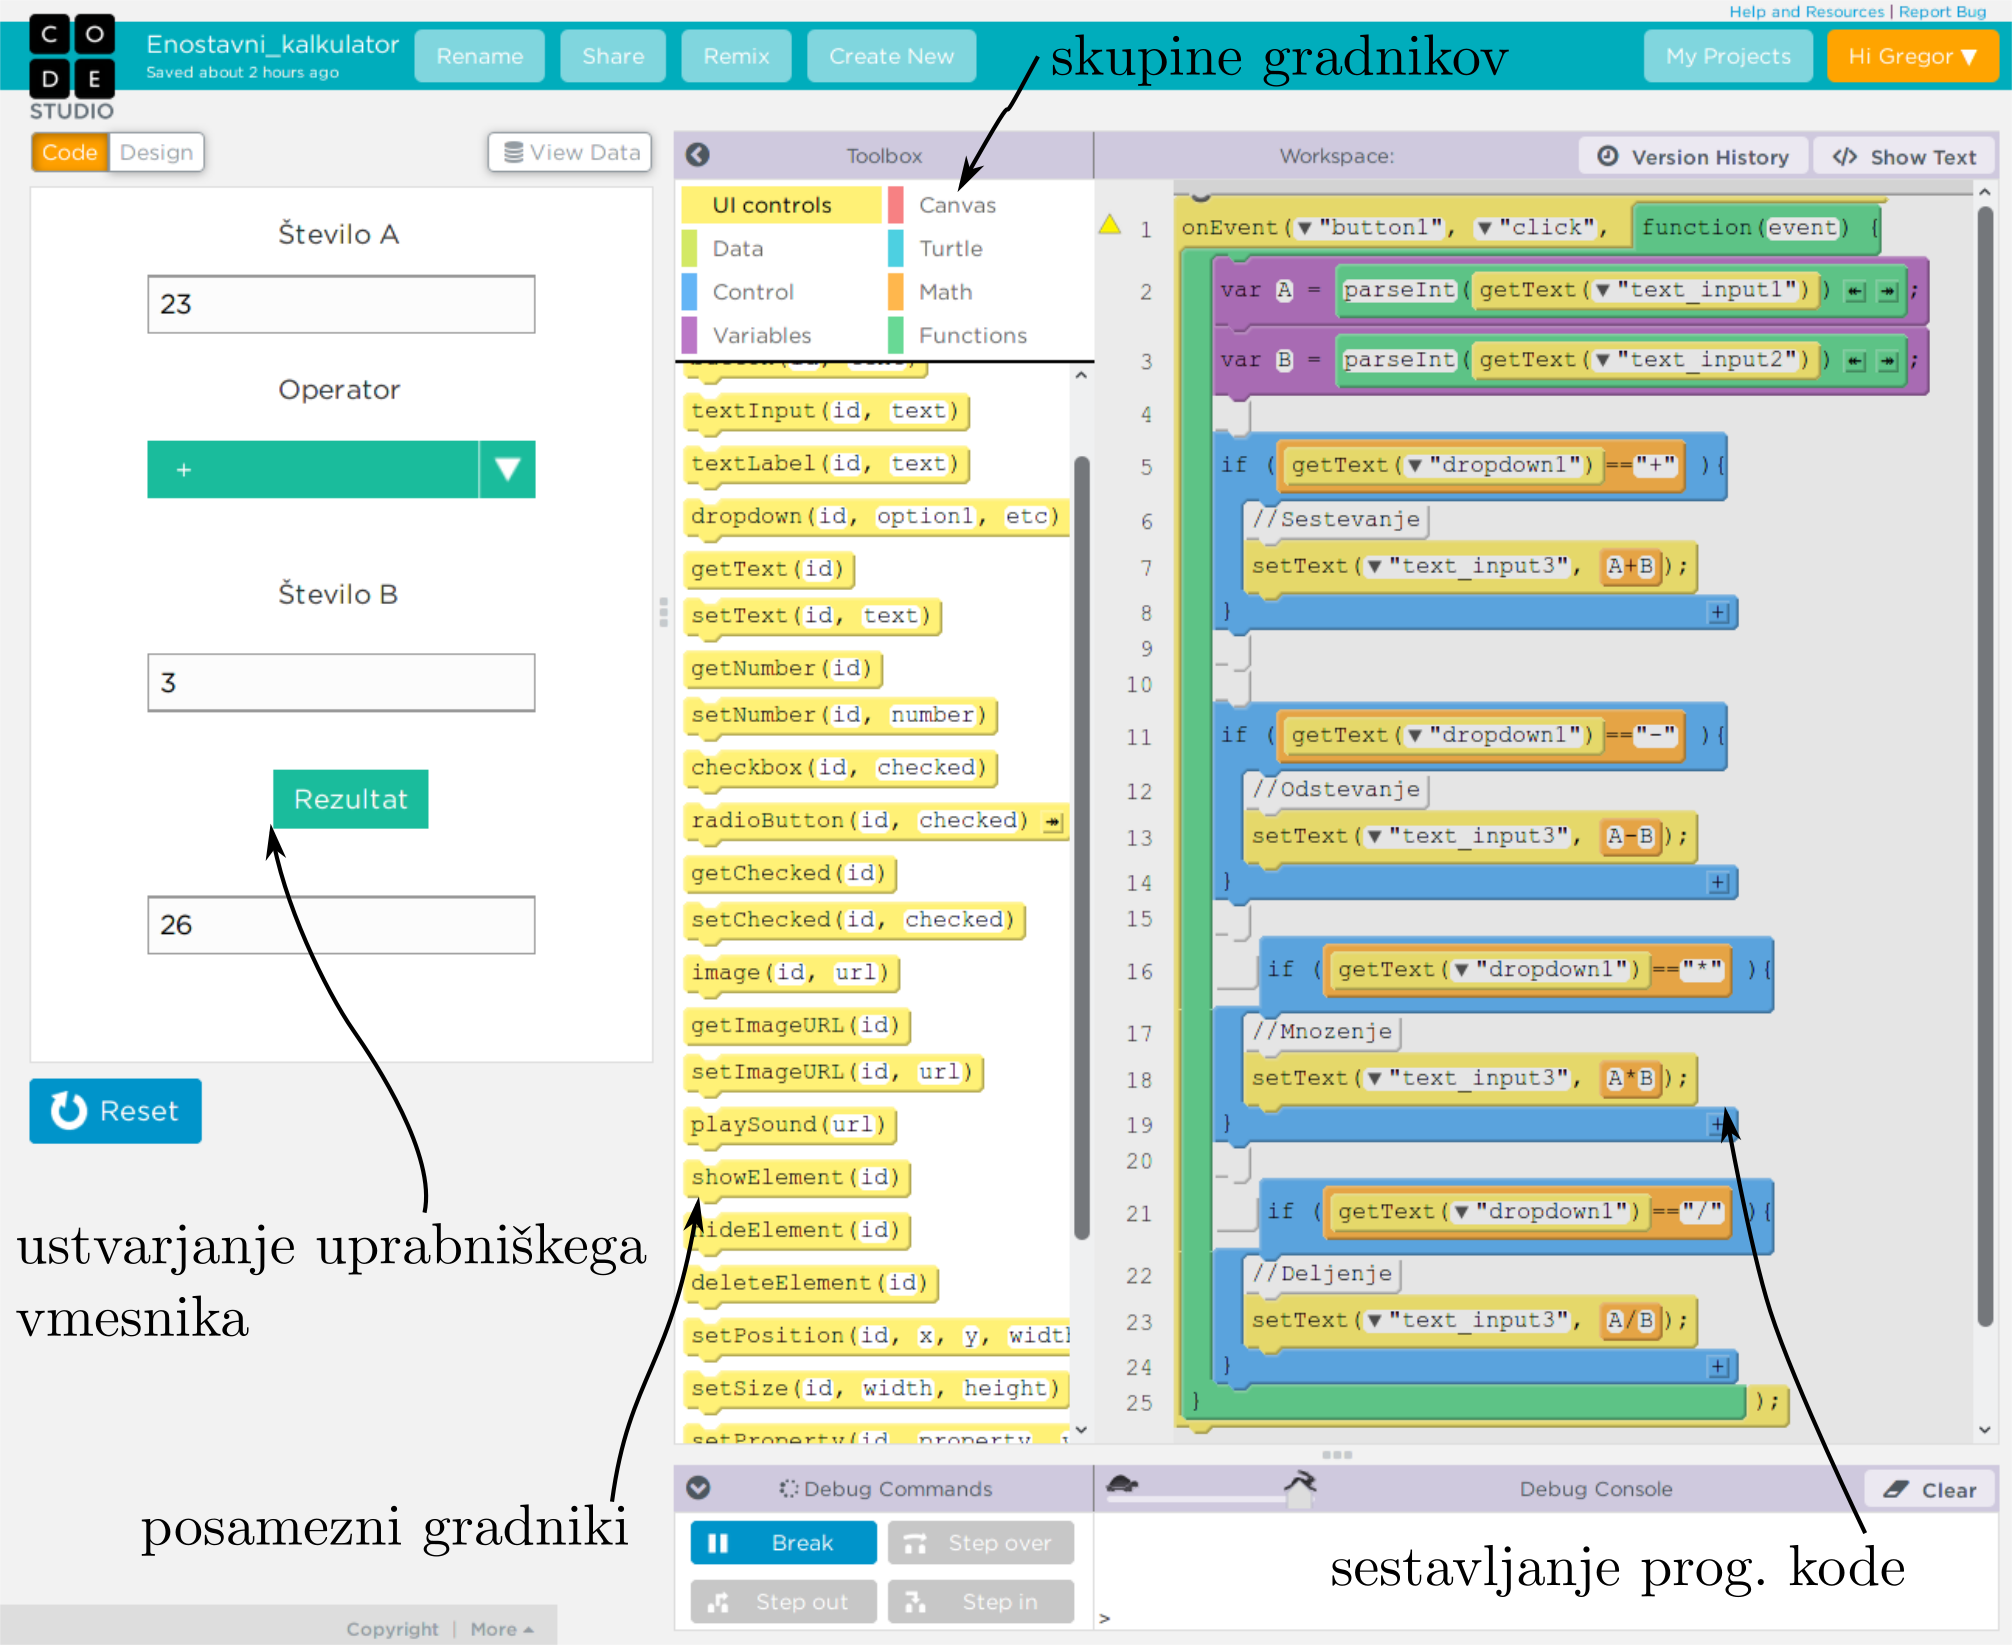 Help and Resources | Report Bug
CODE
STUDIO
Enostavni_kalkulator
Saved about 2 hours ago
Rename
Share
Remix
Create New
skupine gradnikov
My Projects
Hi Gregor ▼
Code
Design
View Data
Število A
23
Operator
+
Število B
3
Rezultat
26
Reset
ustvarjanje uprabniškega
vmesnika
posamezni gradniki
Copyright | More
Toolbox
UI controls
Canvas
Data
Turtle
Control
Math
Variables
Functions
button(id, text)
textInput(id, text)
textLabel(id, text)
dropdown(id, option1, etc)
getText(id)
setText(id, text)
getNumber(id)
setNumber(id, number)
checkbox(id, checked)
radioButton(id, checked)
getChecked(id)
setChecked(id, checked)
image(id, url)
getImageURL(id)
setImageURL(id, url)
playSound(url)
showElement(id)
hideElement(id)
deleteElement(id)
setPosition(id, x, y, width
setSize(id, width, height)
setProperty(id, property,
Workspace:
Version History
</> Show Text
1 onEvent(▼"button1", ▼"click", function(event) {
2 var A = parseInt(getText(▼"text_input1"));
3 var B = parseInt(getText(▼"text_input2"));
4
5 if (getText(▼"dropdown1")=="+" ){
6 //Sestevanje
7 setText(▼"text_input3", A+B);
8 }
9
10
11 if (getText(▼"dropdown1")=="-" ){
12 //Odstevanje
13 setText(▼"text_input3", A-B);
14 }
15
16 if (getText(▼"dropdown1")=="*" ){
17 //Mnozenje
18 setText(▼"text_input3", A*B);
19 }
20
21 if (getText(▼"dropdown1")=="/" ){
22 //Deljenje
23 setText(▼"text_input3", A/B);
24 }
25 });
Debug Commands
Break
Step over
Step out
Step in
Debug Console
Clear
>
sestavljanje prog. kode